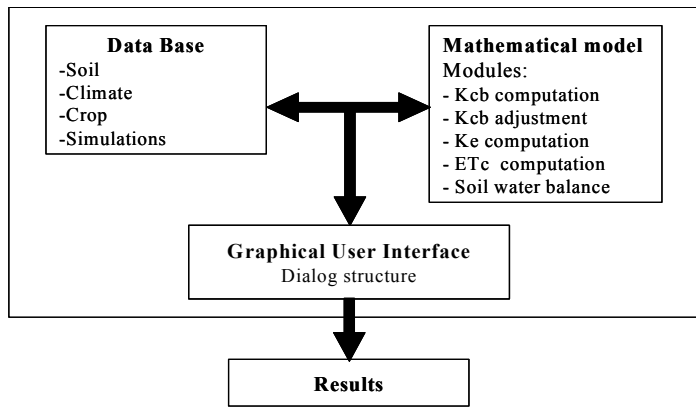 Data Base
-Soil
-Climate
-Crop
-Simulations
Mathematical model
Modules:
- Kcb computation
- Kcb adjustment
- Ke computation
- ETc computation
- Soil water balance
Graphical User Interface
Dialog structure
Results